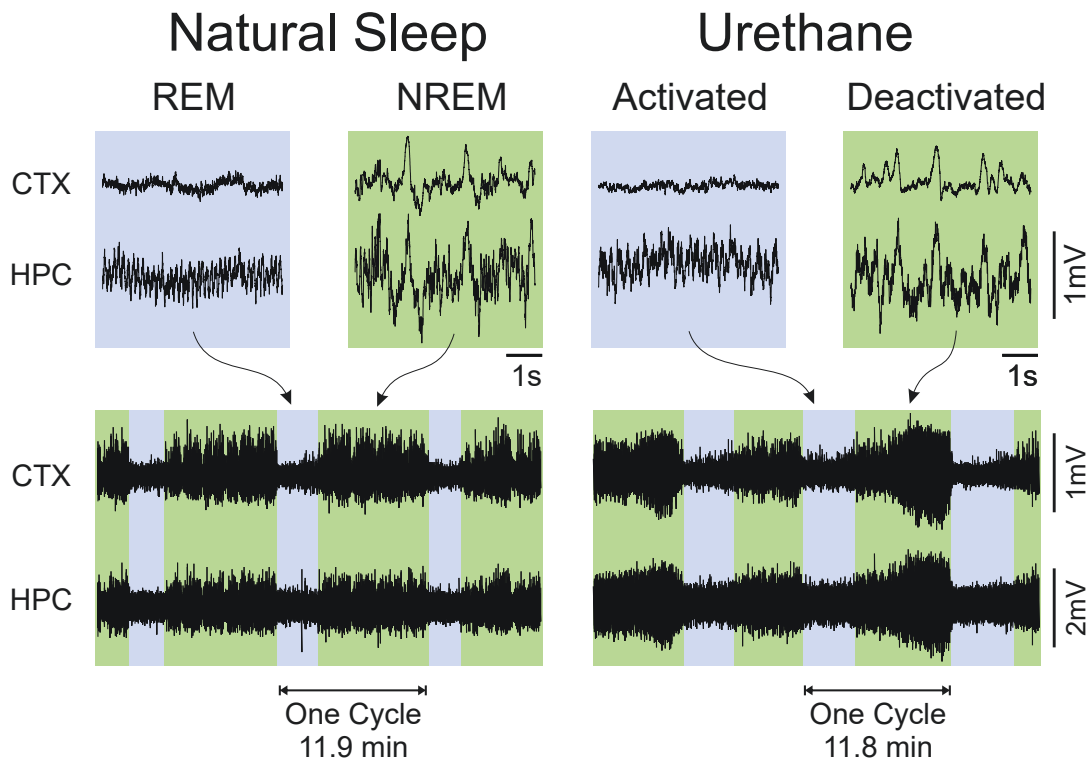 Natural Sleep
Urethane
REM
NREM
Activated
Deactivated
CTX
HPC
1mV
1s
1s
CTX
1mV
HPC
2mV
One Cycle
11.9 min
One Cycle
11.8 min